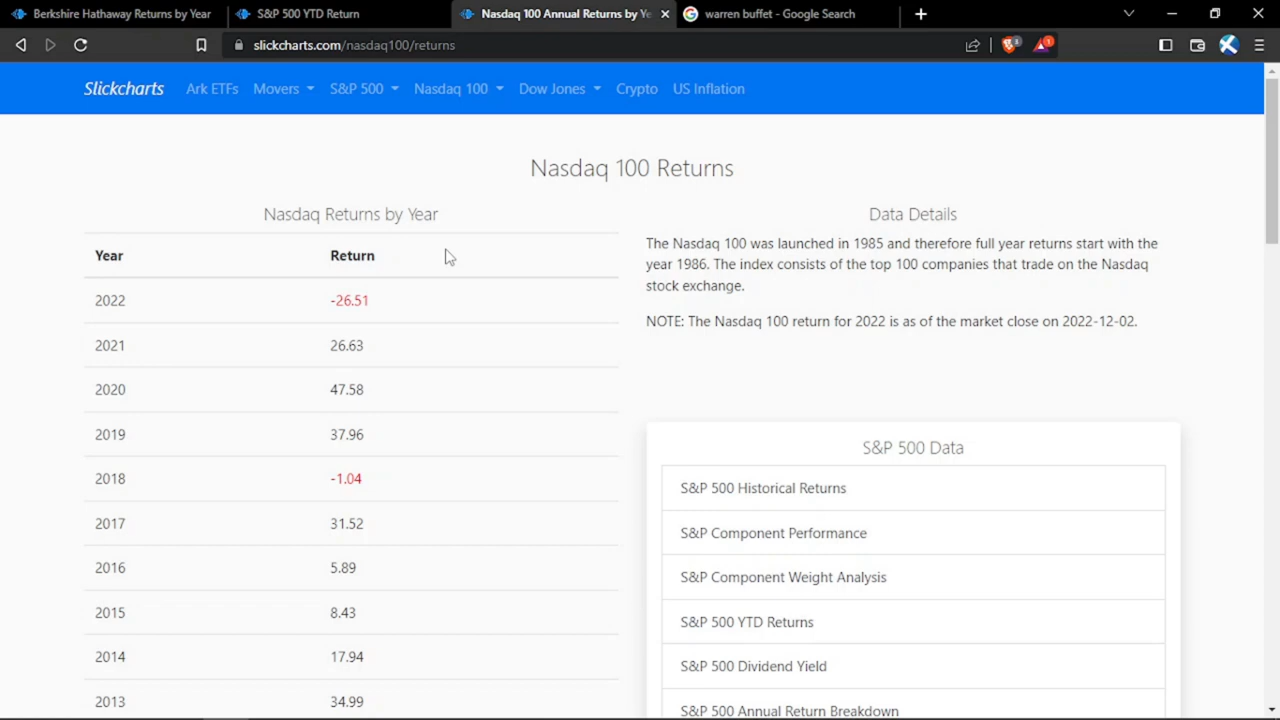 Berkshire Hathaway Returns by Year
S&P 500 YTD Return
Nasdaq 100 Annual Returns by Ye
warren buffet - Google Search
slickcharts.com/nasdaq100/returns
Slickcharts
Ark ETFs
Movers
S&P 500
Nasdaq 100
Dow Jones
Crypto
US Inflation
Nasdaq 100 Returns
Nasdaq Returns by Year
Year Return
2022 -26.51
2021 26.63
2020 47.58
2019 37.96
2018 -1.04
2017 31.52
2016 5.89
2015 8.43
2014 17.94
2013 34.99
Data Details
The Nasdaq 100 was launched in 1985 and therefore full year returns start with the
year 1986. The index consists of the top 100 companies that trade on the Nasdaq
stock exchange.
NOTE: The Nasdaq 100 return for 2022 is as of the market close on 2022-12-02.
S&P 500 Data
S&P 500 Historical Returns
S&P Component Performance
S&P Component Weight Analysis
S&P 500 YTD Returns
S&P 500 Dividend Yield
S&P 500 Annual Return Breakdown